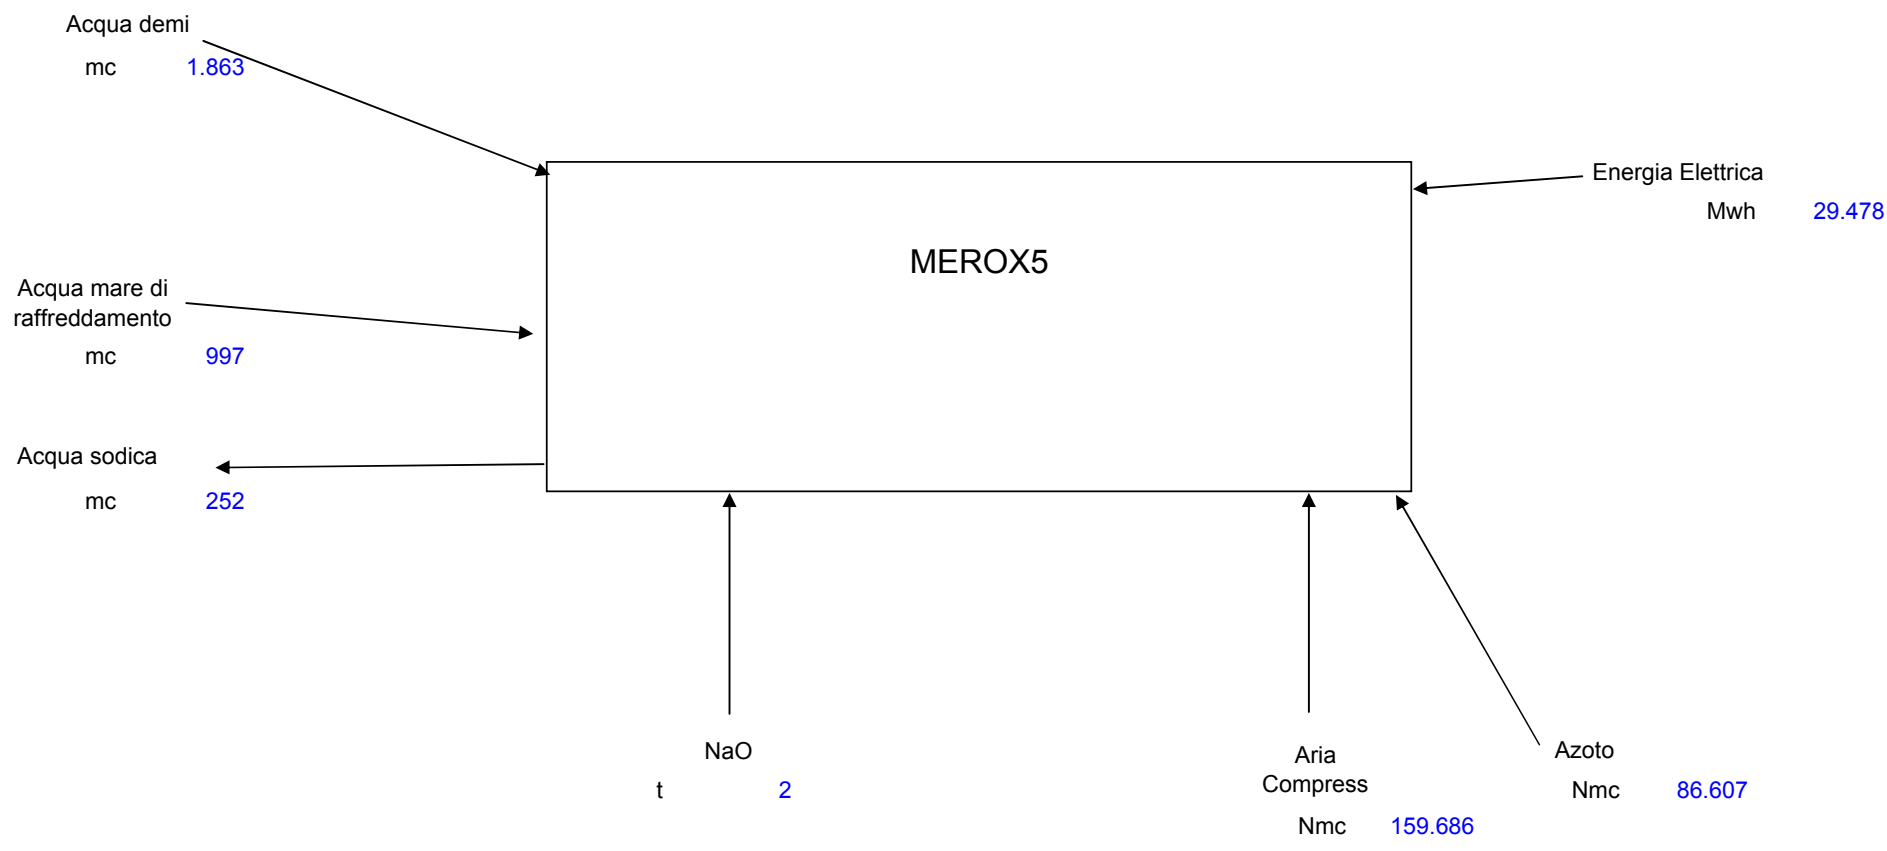 Acqua demi
mc 1.863
Energia Elettrica
Mwh 29.478
MEROX5
Acqua mare di
raffreddamento
mc 997
Acqua sodica
mc 252
NaO
t 2
Aria
Compress
Nmc 159.686
Azoto
Nmc 86.607